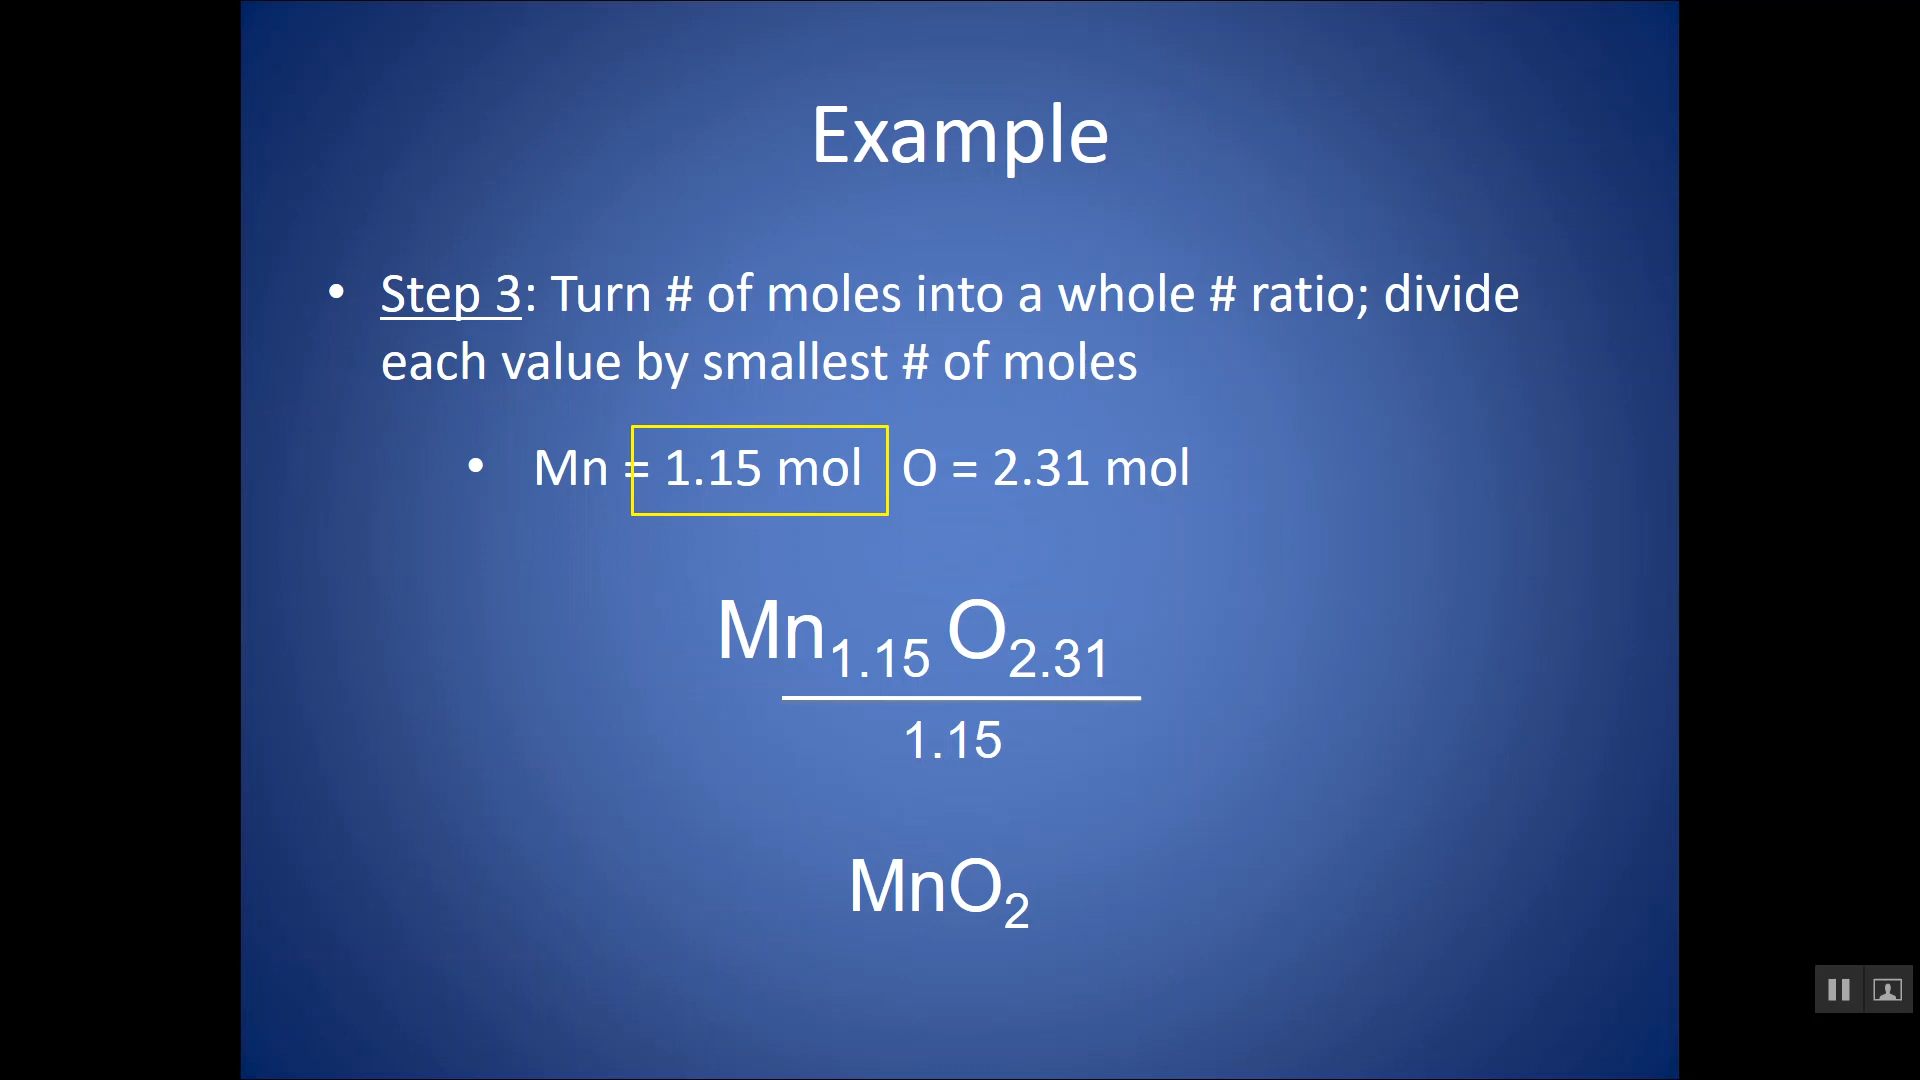 Example
• Step 3: Turn # of moles into a whole # ratio; divide
each value by smallest # of moles
• Mn = 1.15 mol O = 2.31 mol
Mn₁.₁₅ O₂.₃₁
1.15
MnO₂